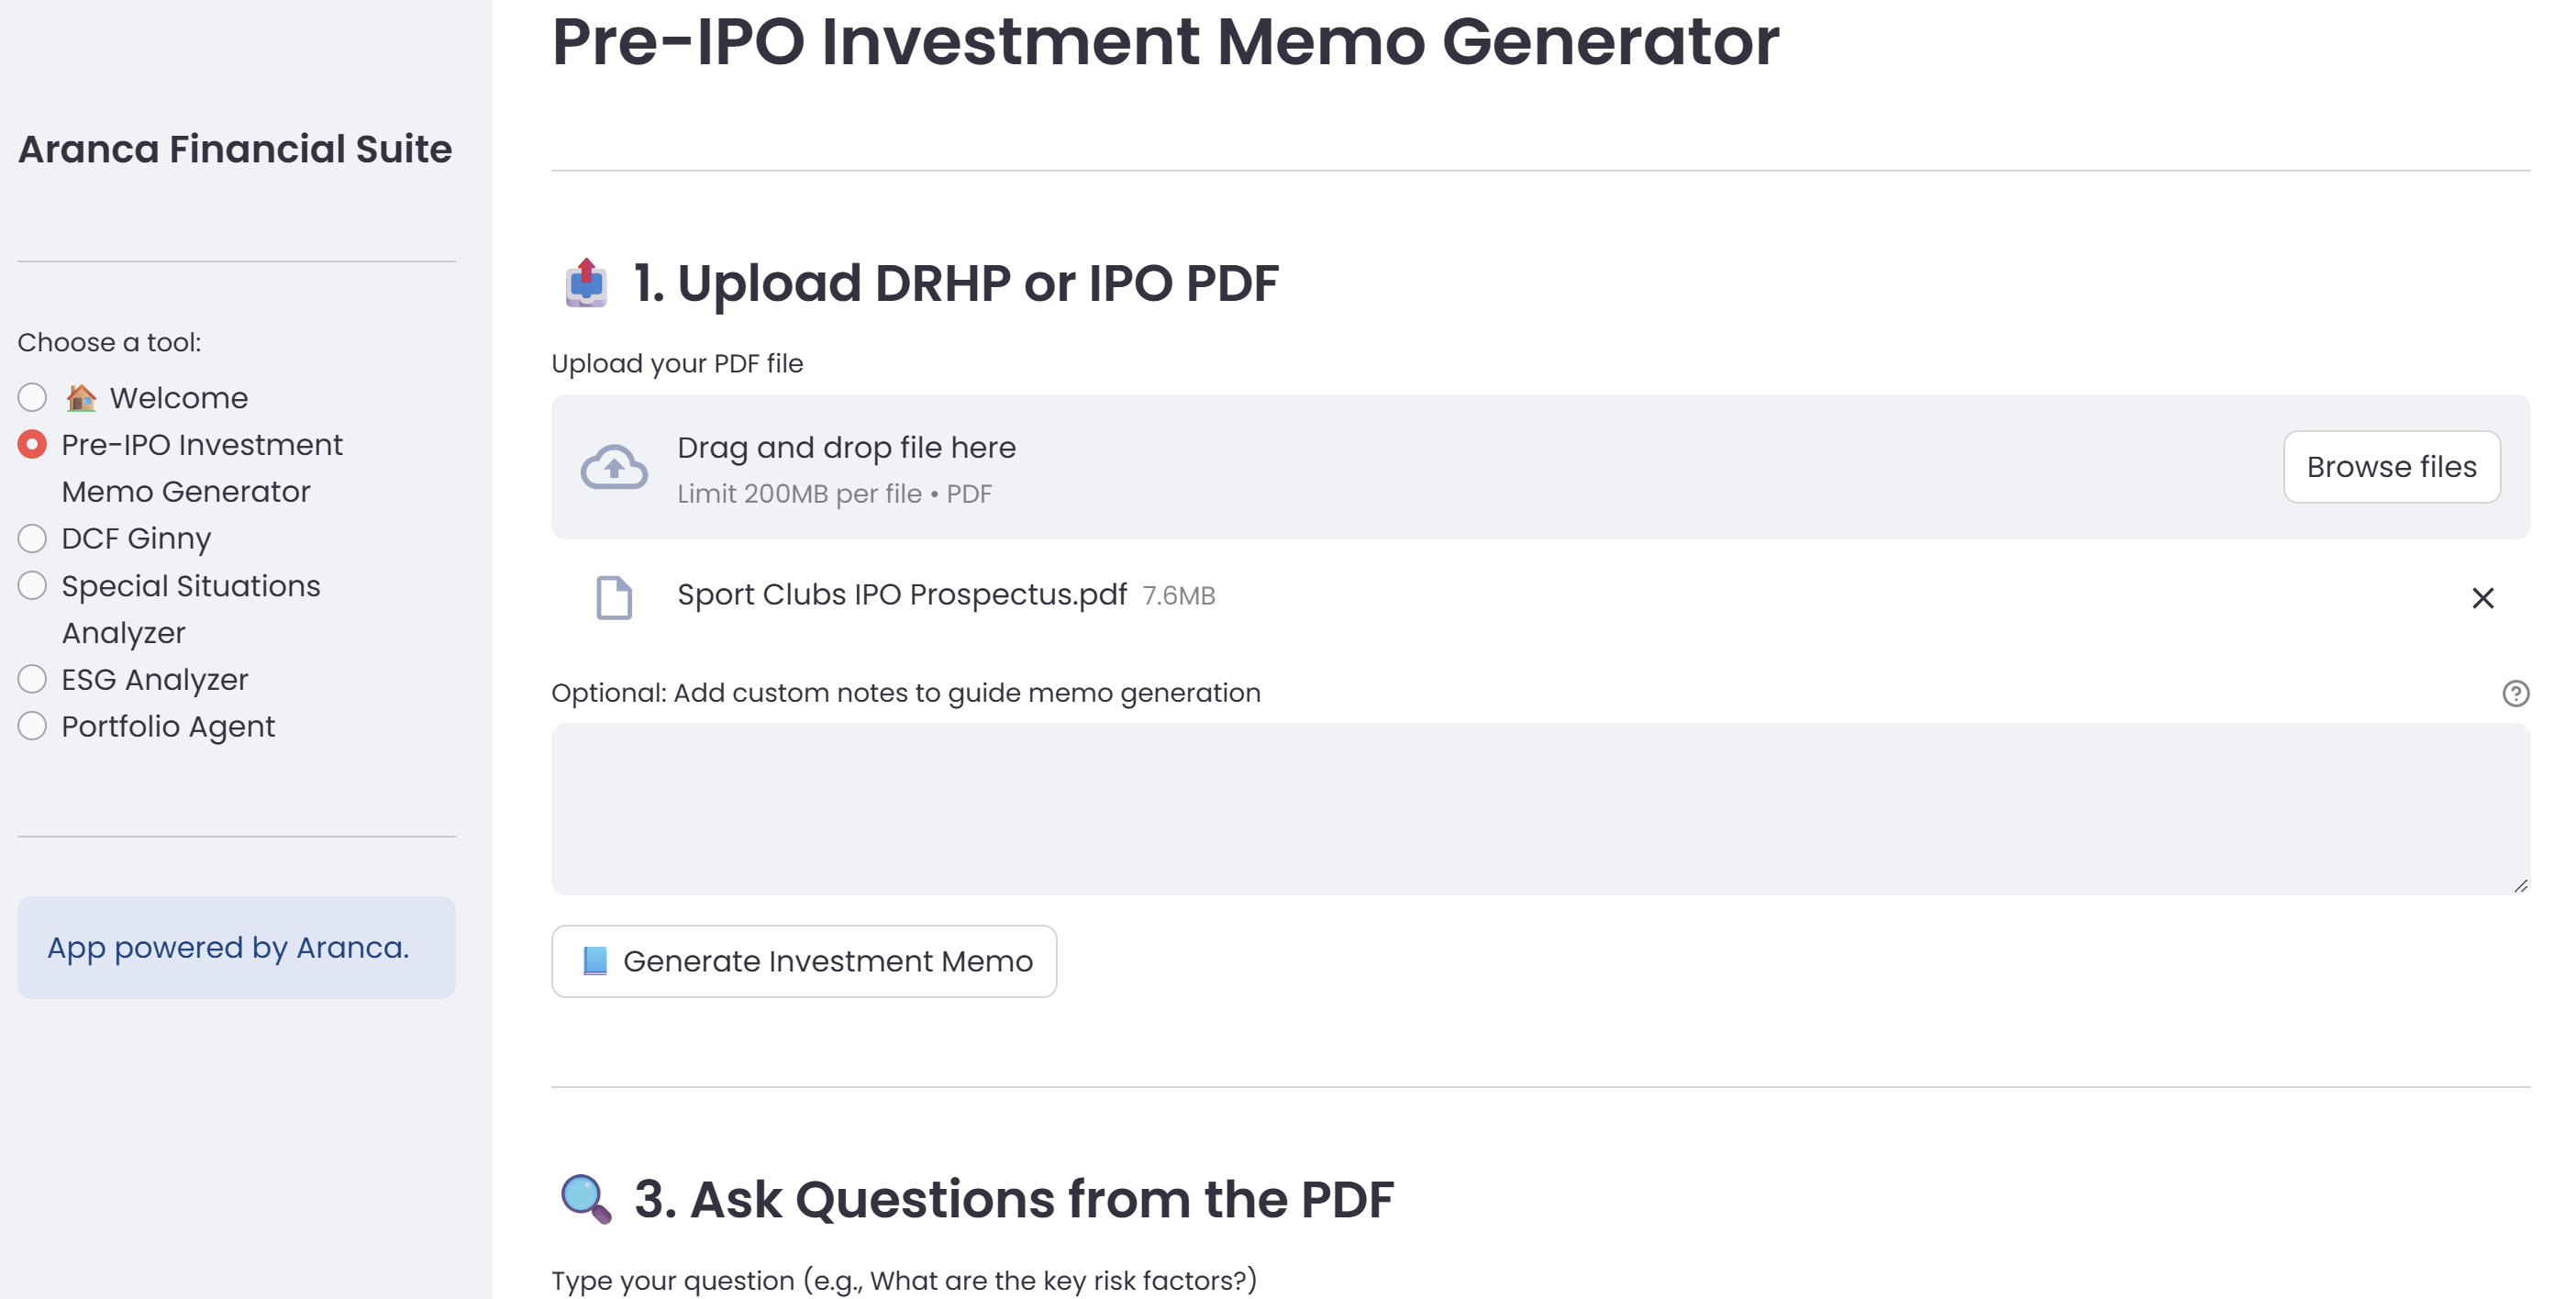 Aranca Financial Suite
Choose a tool:
🏠 Welcome
Pre-IPO Investment
Memo Generator
DCF Ginny
Special Situations
Analyzer
ESG Analyzer
Portfolio Agent
App powered by Aranca.
Pre-IPO Investment Memo Generator
📤 1. Upload DRHP or IPO PDF
Upload your PDF file
Drag and drop file here
Limit 200MB per file • PDF
Browse files
Sport Clubs IPO Prospectus.pdf 7.6MB
Optional: Add custom notes to guide memo generation
📘 Generate Investment Memo
🔍 3. Ask Questions from the PDF
Type your question (e.g., What are the key risk factors?)